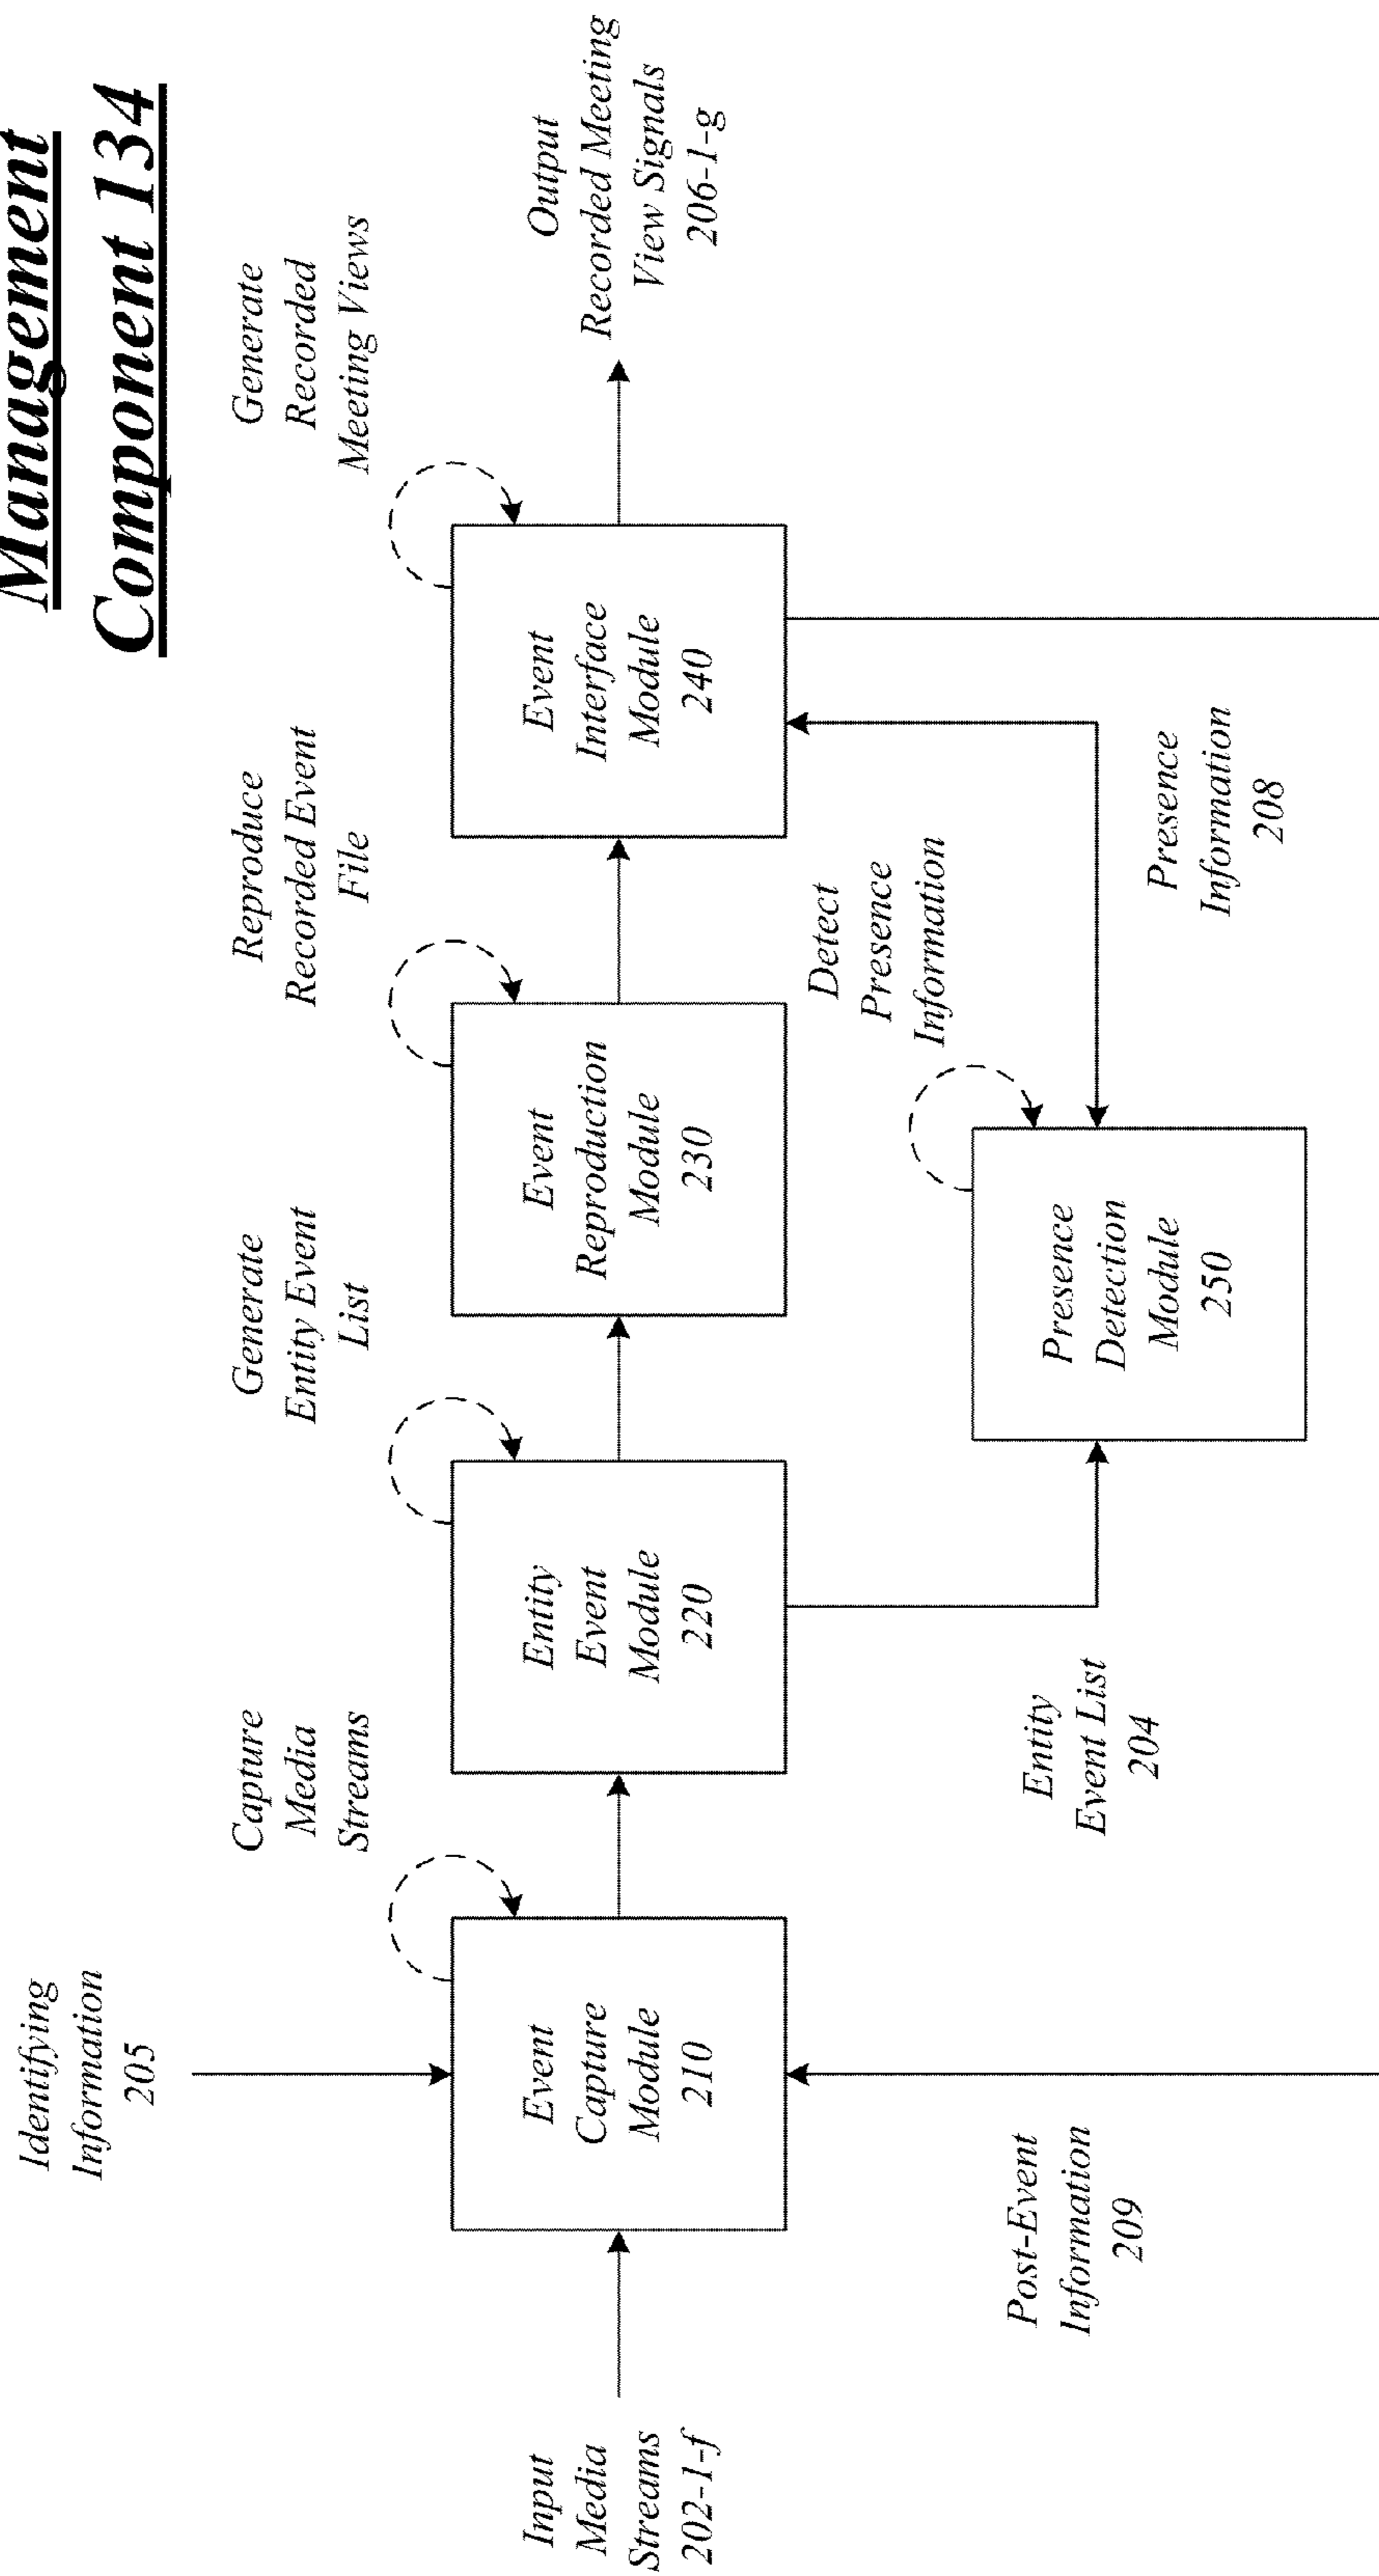 Management
Component 134
Identifying
Information
205
Capture
Media
Streams
Generate
Entity Event
List
Reproduce
Recorded Event
File
Generate
Recorded
Meeting Views
Input
Media
Streams
202-1-f
Event
Capture
Module
210
Entity
Event
Module
220
Event
Reproduction
Module
230
Event
Interface
Module
240
Output
Recorded Meeting
View Signals
206-1-g
Detect
Presence
Information
Post-Event
Information
209
Entity
Event List
204
Presence
Detection
Module
250
Presence
Information
208